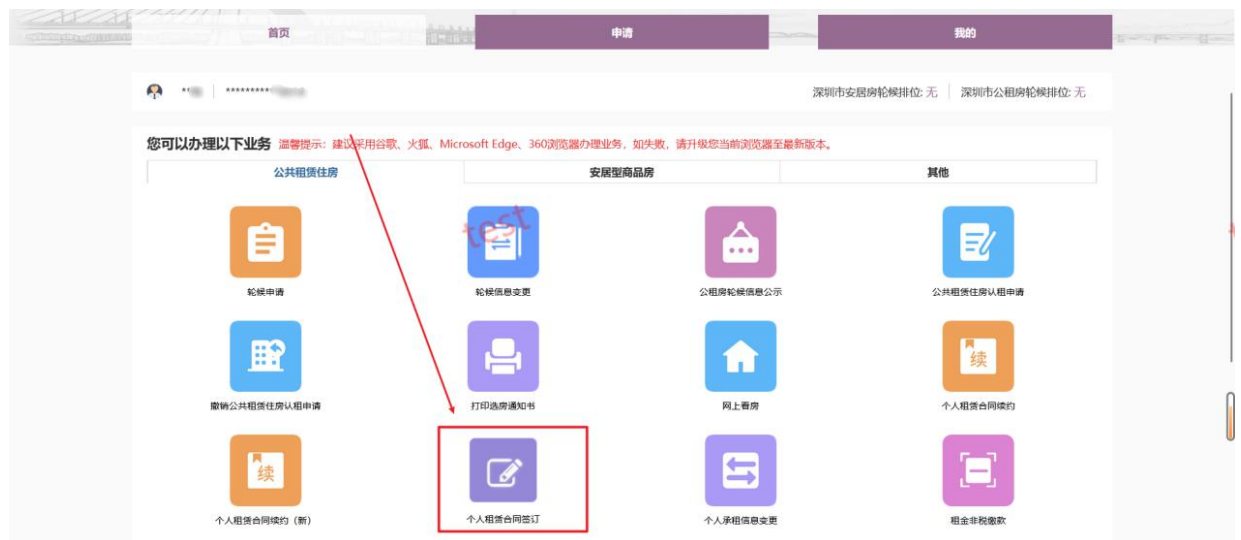 首页 申请 我的
** *********
深圳市安居房轮候排位: 无 深圳市公租房轮候排位: 无
您可以办理以下业务 温馨提示：建议采用谷歌、火狐、Microsoft Edge、360浏览器办理业务，如失败，请升级您当前浏览器至最新版本。
公共租赁住房 安居型商品房 其他
test
轮候申请 轮候信息变更 公租房轮候信息公示 公共租赁住房认租申请
续
撤销公共租赁住房认租申请 打印选房通知书 网上看房 个人租赁合同续约
续
个人租赁合同续约（新） 个人租赁合同签订 个人承租信息变更 租金非税缴款